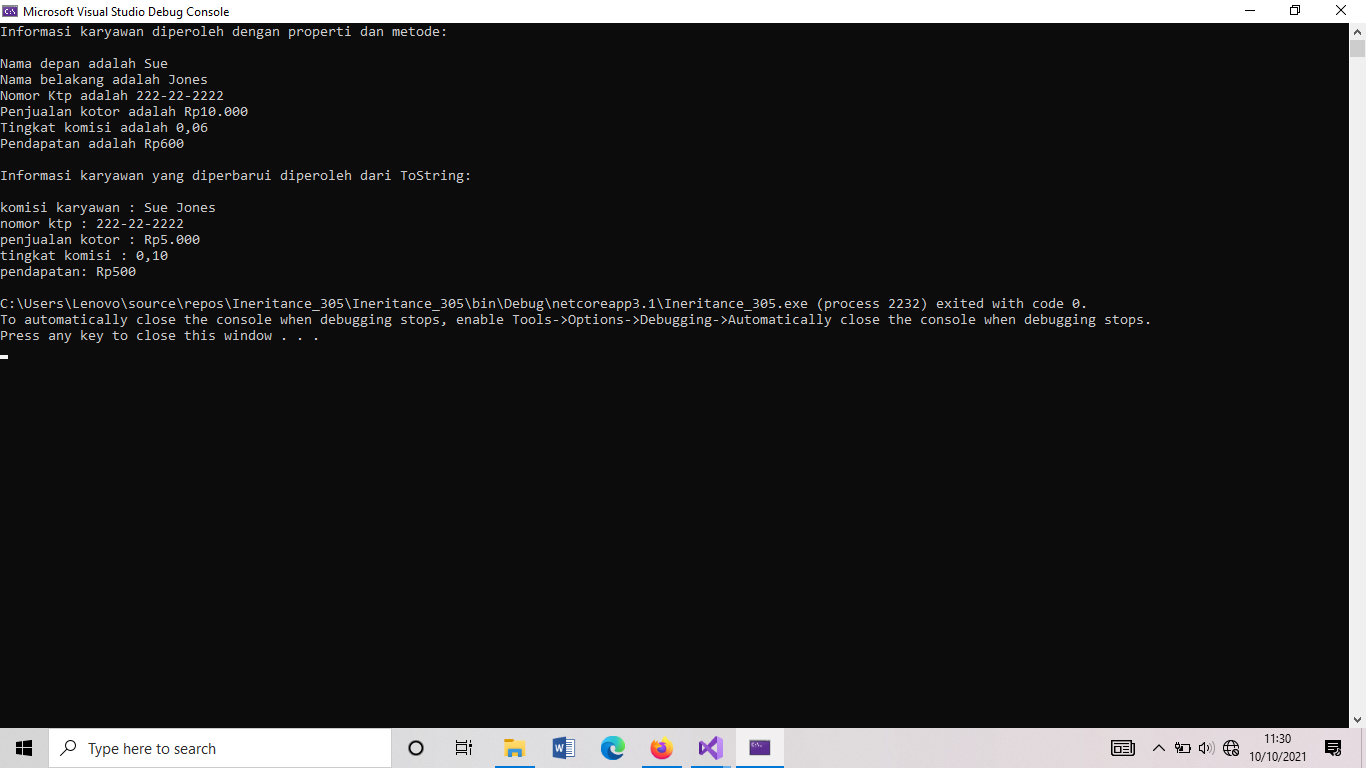 Microsoft Visual Studio Debug Console
Informasi karyawan diperoleh dengan properti dan metode:
Nama depan adalah Sue
Nama belakang adalah Jones
Nomor Ktp adalah 222-22-2222
Penjualan kotor adalah Rp10.000
Tingkat komisi adalah 0,06
Pendapatan adalah Rp600
Informasi karyawan yang diperbarui diperoleh dari ToString:
komisi karyawan : Sue Jones
nomor ktp : 222-22-2222
penjualan kotor : Rp5.000
tingkat komisi : 0,10
pendapatan: Rp500
C:\Users\Lenovo\source\repos\Ineritance_305\Ineritance_305\bin\Debug\netcoreapp3.1\Ineritance_305.exe (process 2232) exited with code 0.
To automatically close the console when debugging stops, enable Tools->Options->Debugging->Automatically close the console when debugging stops.
Press any key to close this window . . .
Type here to search
11:30
10/10/2021